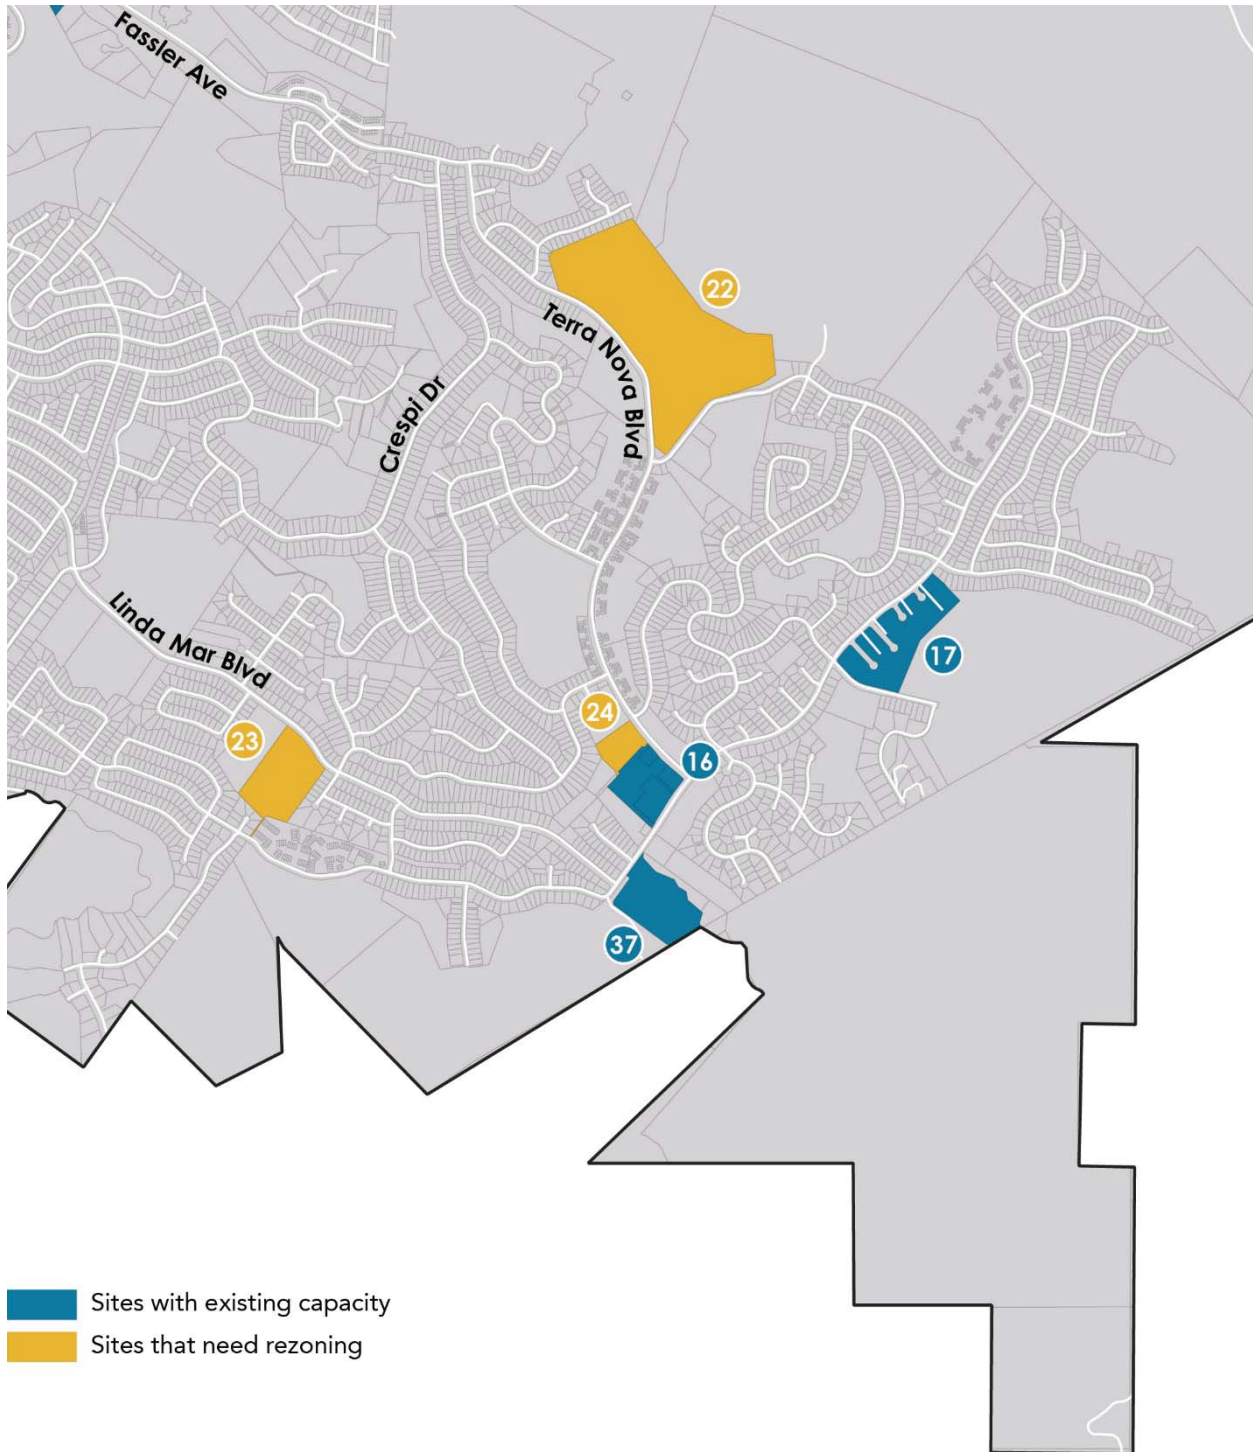 Fassler Ave
22
Terra Nova Blvd
Crespi Dr
Linda Mar Blvd
17
24
23
16
37
Sites with existing capacity
Sites that need rezoning